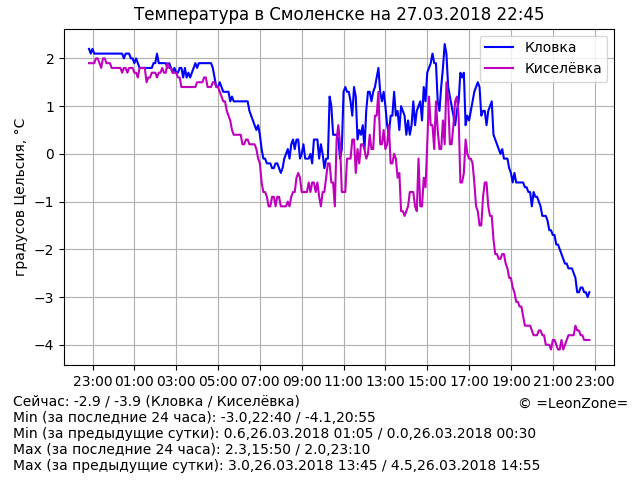 Температура в Смоленске на 27.03.2018 22:45
Кловка
Киселёвка
градусов Цельсия, °C
2
1
0
−1
−2
−3
−4
23:00 01:00 03:00 05:00 07:00 09:00 11:00 13:00 15:00 17:00 19:00 21:00 23:00
Сейчас: -2.9 / -3.9 (Кловка / Киселёвка)
© =LeonZone=
Min (за последние 24 часа): -3.0,22:40 / -4.1,20:55
Min (за предыдущие сутки): 0.6,26.03.2018 01:05 / 0.0,26.03.2018 00:30
Max (за последние 24 часа): 2.3,15:50 / 2.0,23:10
Max (за предыдущие сутки): 3.0,26.03.2018 13:45 / 4.5,26.03.2018 14:55